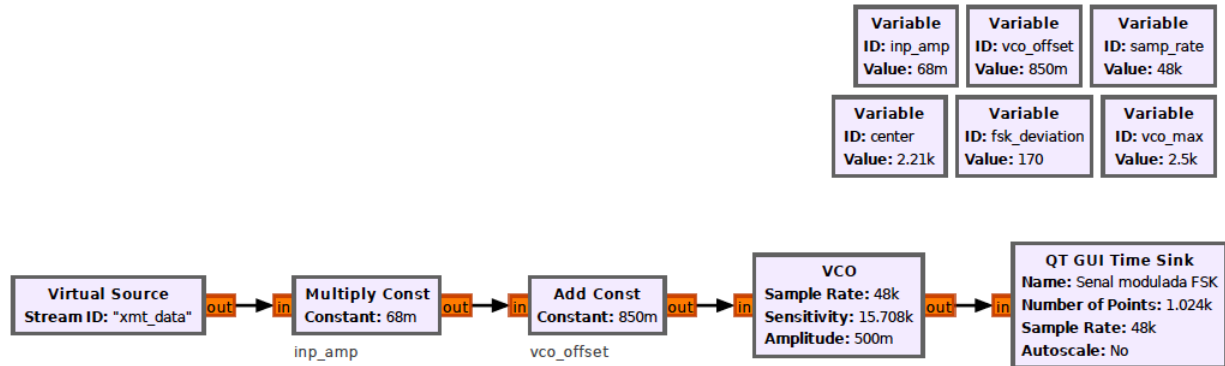 Variable
ID: inp_amp
Value: 68m
Variable
ID: vco_offset
Value: 850m
Variable
ID: samp_rate
Value: 48k
Variable
ID: center
Value: 2.21k
Variable
ID: fsk_deviation
Value: 170
Variable
ID: vco_max
Value: 2.5k
Virtual Source
Stream ID: "xmt_data"
out
in
Multiply Const
Constant: 68m
out
inp_amp
in
Add Const
Constant: 850m
out
vco_offset
in
VCO
Sample Rate: 48k
Sensitivity: 15.708k
Amplitude: 500m
out
in
QT GUI Time Sink
Name: Senal modulada FSK
Number of Points: 1.024k
Sample Rate: 48k
Autoscale: No